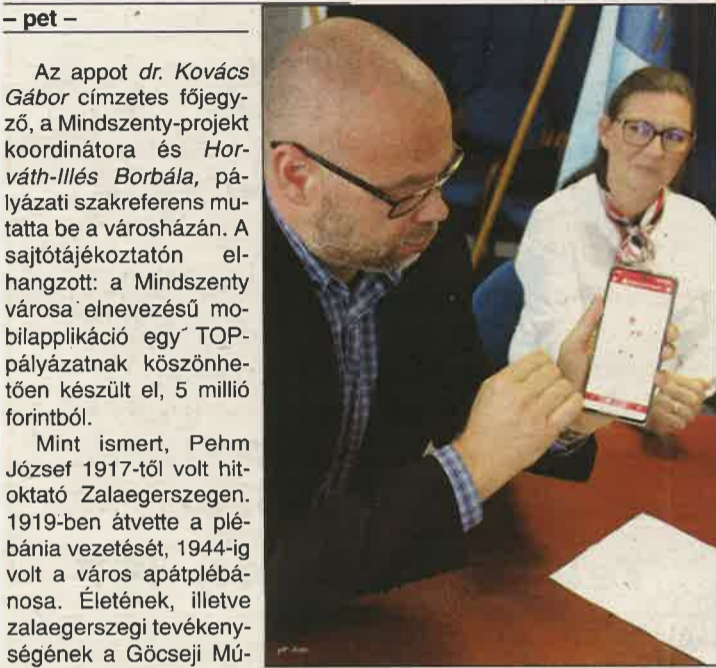 – pet –
Az appot dr. Kovács
Gábor címzetes főjegy-
ző, a Mindszenty-projekt
koordinátora és Hor-
váth-Illés Borbála, pá-
lyázati szakreferens mu-
tatta be a városházán. A
sajtótájékoztatón el-
hangzott: a Mindszenty
városa elnevezésű mo-
bilapplikáció egy TOP-
pályázatnak köszönhe-
tően készült el, 5 millió
forintból.
Mint ismert, Pehm
József 1917-től volt hit-
oktató Zalaegerszegen.
1919-ben átvette a plé-
bánia vezetését, 1944-ig
volt a város apátplébá-
nosa. Életének, illetve
zalaegerszegi tevékeny-
ségének a Göcseji Mú-